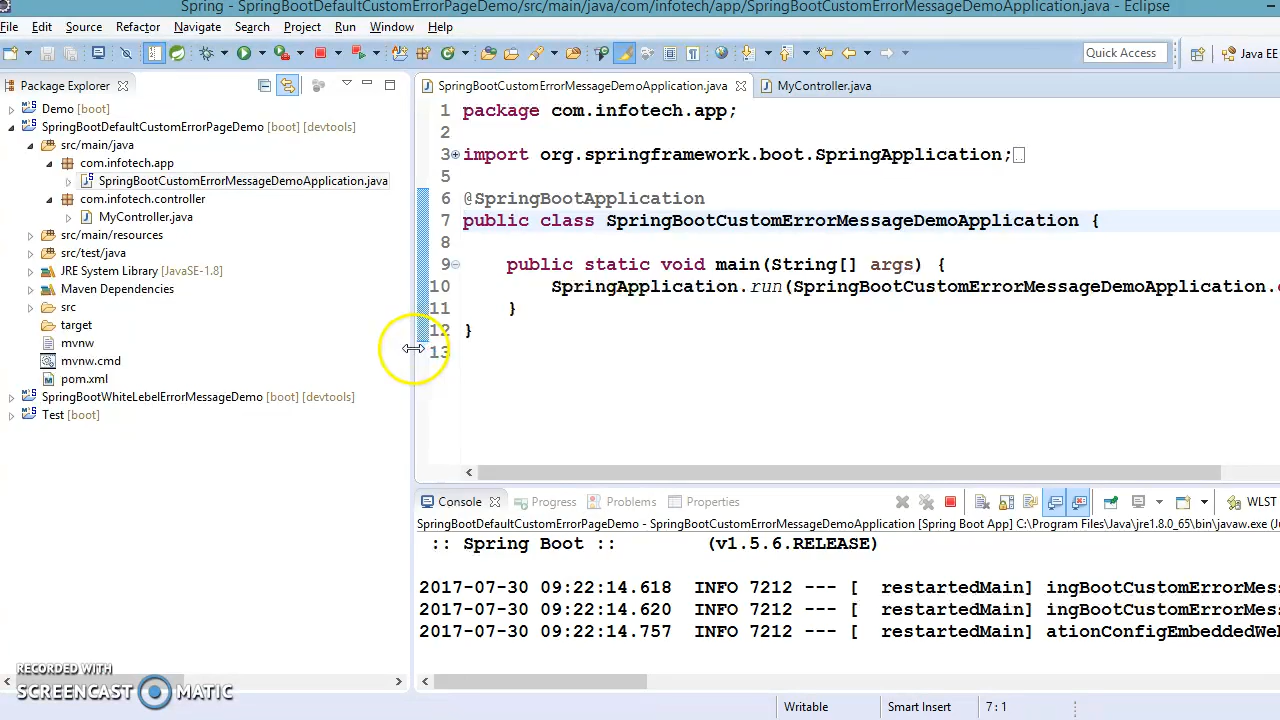 Spring - SpringBootDefaultCustomErrorPageDemo/src/main/java/com/infotech/app/SpringBootCustomErrorMessageDemoApplication.java - Eclipse
File Edit Source Refactor Navigate Search Project Run Window Help
Quick Access Java EE
Package Explorer
Demo [boot]
SpringBootDefaultCustomErrorPageDemo [boot] [devtools]
src/main/java
com.infotech.app
SpringBootCustomErrorMessageDemoApplication.java
com.infotech.controller
MyController.java
src/main/resources
src/test/java
JRE System Library [JavaSE-1.8]
Maven Dependencies
src
target
mvnw
mvnw.cmd
pom.xml
SpringBootWhiteLebelErrorMessageDemo [boot] [devtools]
Test [boot]
SpringBootCustomErrorMessageDemoApplication.java MyController.java
1 package com.infotech.app;
2
3 import org.springframework.boot.SpringApplication;
5
6 @SpringBootApplication
7 public class SpringBootCustomErrorMessageDemoApplication {
8
9 public static void main(String[] args) {
10 SpringApplication.run(SpringBootCustomErrorMessageDemoApplication.
11 }
12 }
13
Console Progress Problems Properties WLST
SpringBootDefaultCustomErrorPageDemo - SpringBootCustomErrorMessageDemoApplication [Spring Boot App] C:\Program Files\Java\jre1.8.0_65\bin\javaw.exe (
:: Spring Boot :: (v1.5.6.RELEASE)
2017-07-30 09:22:14.618 INFO 7212 --- [ restartedMain] ingBootCustomErrorMes
2017-07-30 09:22:14.620 INFO 7212 --- [ restartedMain] ingBootCustomErrorMes
2017-07-30 09:22:14.757 INFO 7212 --- [ restartedMain] ationConfigEmbeddedWe
RECORDED WITH
SCREENCAST MATIC
Writable Smart Insert 7 : 1